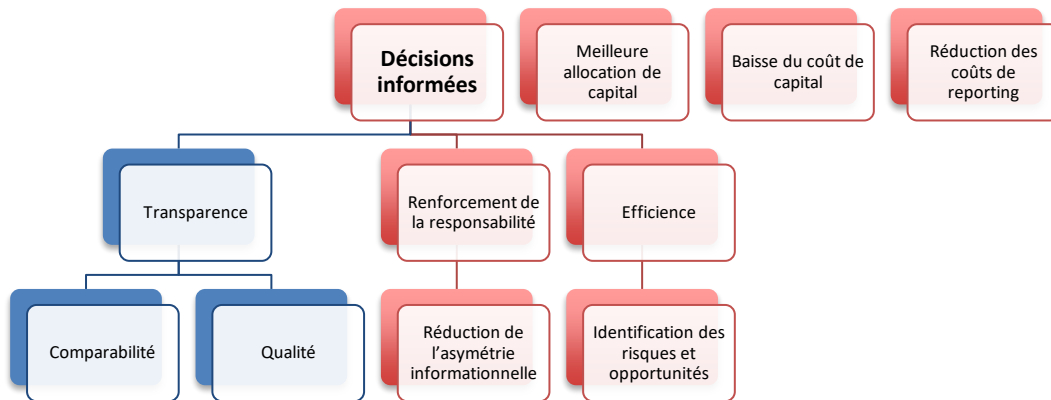 Décisions
informées
Meilleure
allocation de
capital
Baisse du coût de
capital
Réduction des
coûts de
reporting
Transparence
Renforcement de
la responsabilité
Efficience
Comparabilité
Qualité
Réduction de
l’asymétrie
informationnelle
Identification des
risques et
opportunités